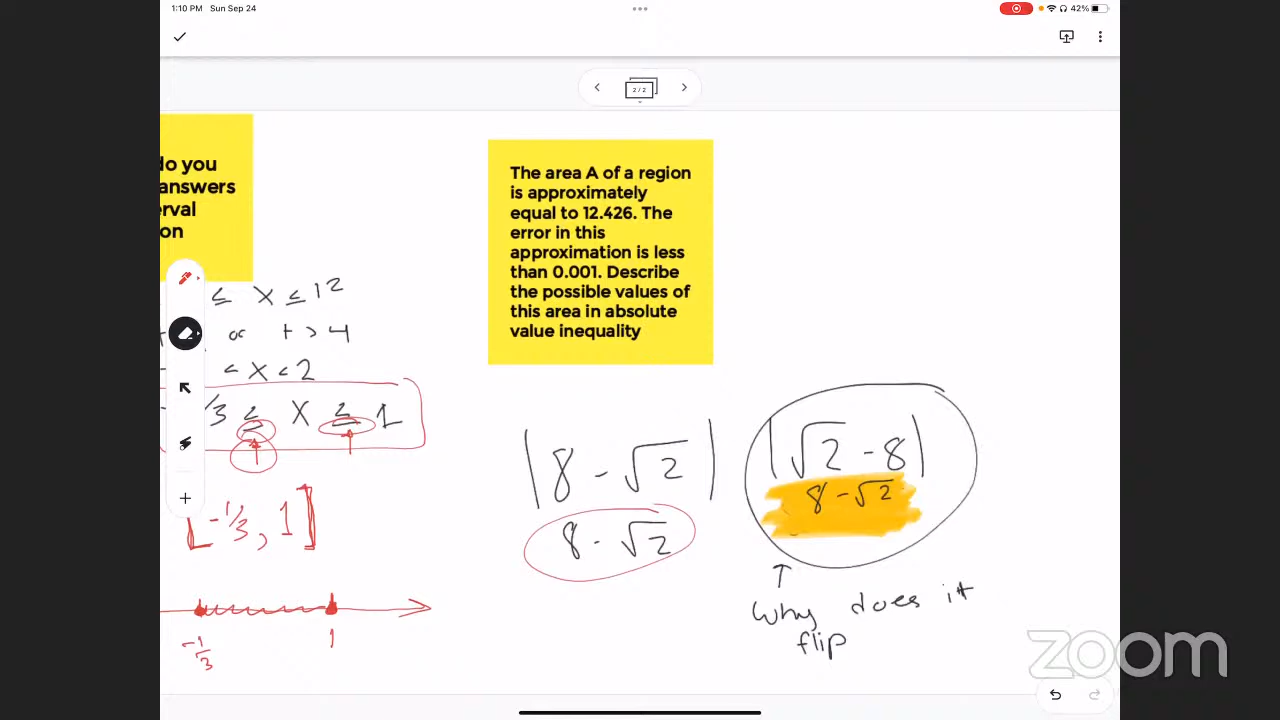 1:10 PM Sun Sep 24
42%
2 / 2
do you
answers
erval
on
The area A of a region
is approximately
equal to 12.426. The
error in this
approximation is less
than 0.001. Describe
the possible values of
this area in absolute
value inequality
≤ x ≤ 12
or t > 4
< x < 2
/3 ≤ x ≤ 1
[-1/3, 1]
-1/3
1
|8 - √2|
8 - √2
|√2 - 8|
8 - √2
↑
Why does it
flip
zoom